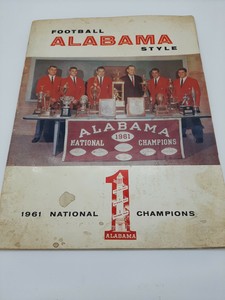 FOOTBALL
ALABAMA
STYLE
ALABAMA
1961
NATIONAL CHAMPIONS
1
ALABAMA
1961 NATIONAL CHAMPIONS